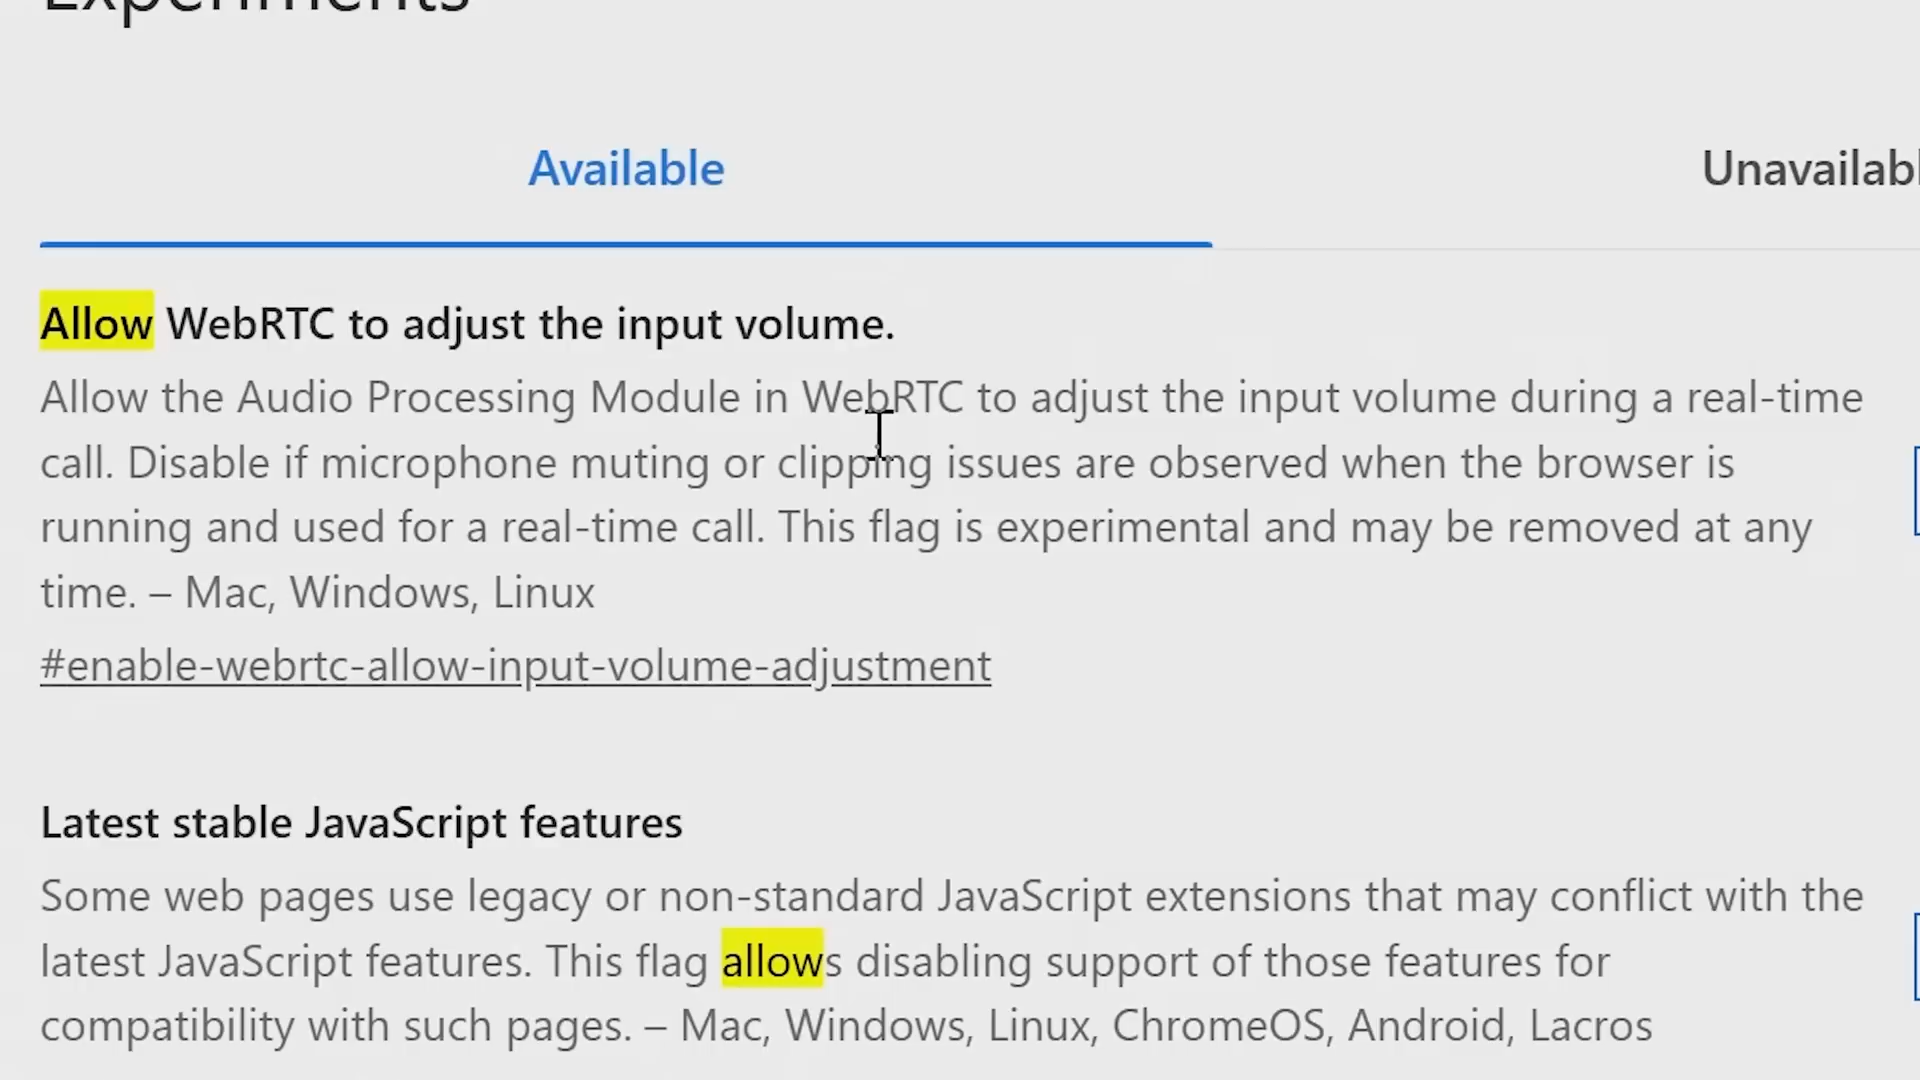 Experiments
Available
Unavailabl
Allow WebRTC to adjust the input volume.
Allow the Audio Processing Module in WebRTC to adjust the input volume during a real-time
call. Disable if microphone muting or clipping issues are observed when the browser is
running and used for a real-time call. This flag is experimental and may be removed at any
time. – Mac, Windows, Linux
#enable-webrtc-allow-input-volume-adjustment
Latest stable JavaScript features
Some web pages use legacy or non-standard JavaScript extensions that may conflict with the
latest JavaScript features. This flag allows disabling support of those features for
compatibility with such pages. – Mac, Windows, Linux, ChromeOS, Android, Lacros